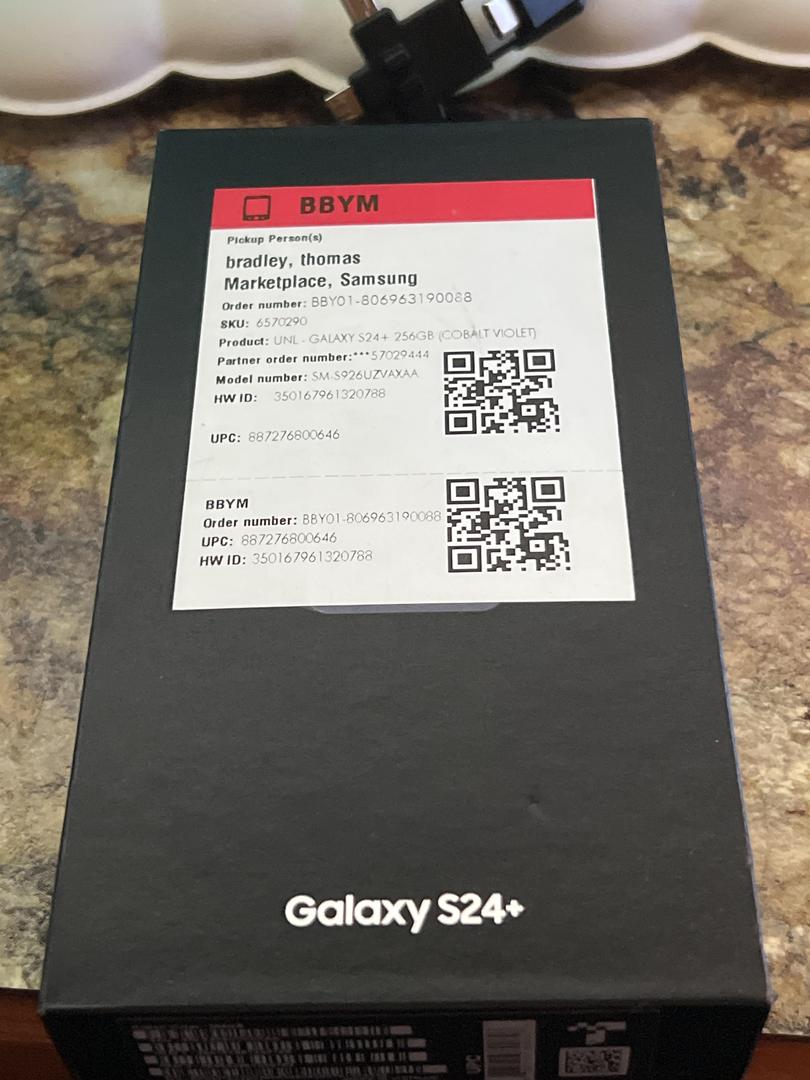 BBYM
Pickup Person(s)
bradley, thomas
Marketplace, Samsung
Order number: BBY01-806963190088
SKU: 6570290
Product: UNL - GALAXY S24+ 256GB (COBALT VIOLET)
Partner order number:***57029444
Model number: SM-S926UZVAXAA
HW ID: 350167961320788
UPC: 887276800646
BBYM
Order number: BBY01-806963190088
UPC: 887276800646
HW ID: 350167961320788
Galaxy S24+
UPC